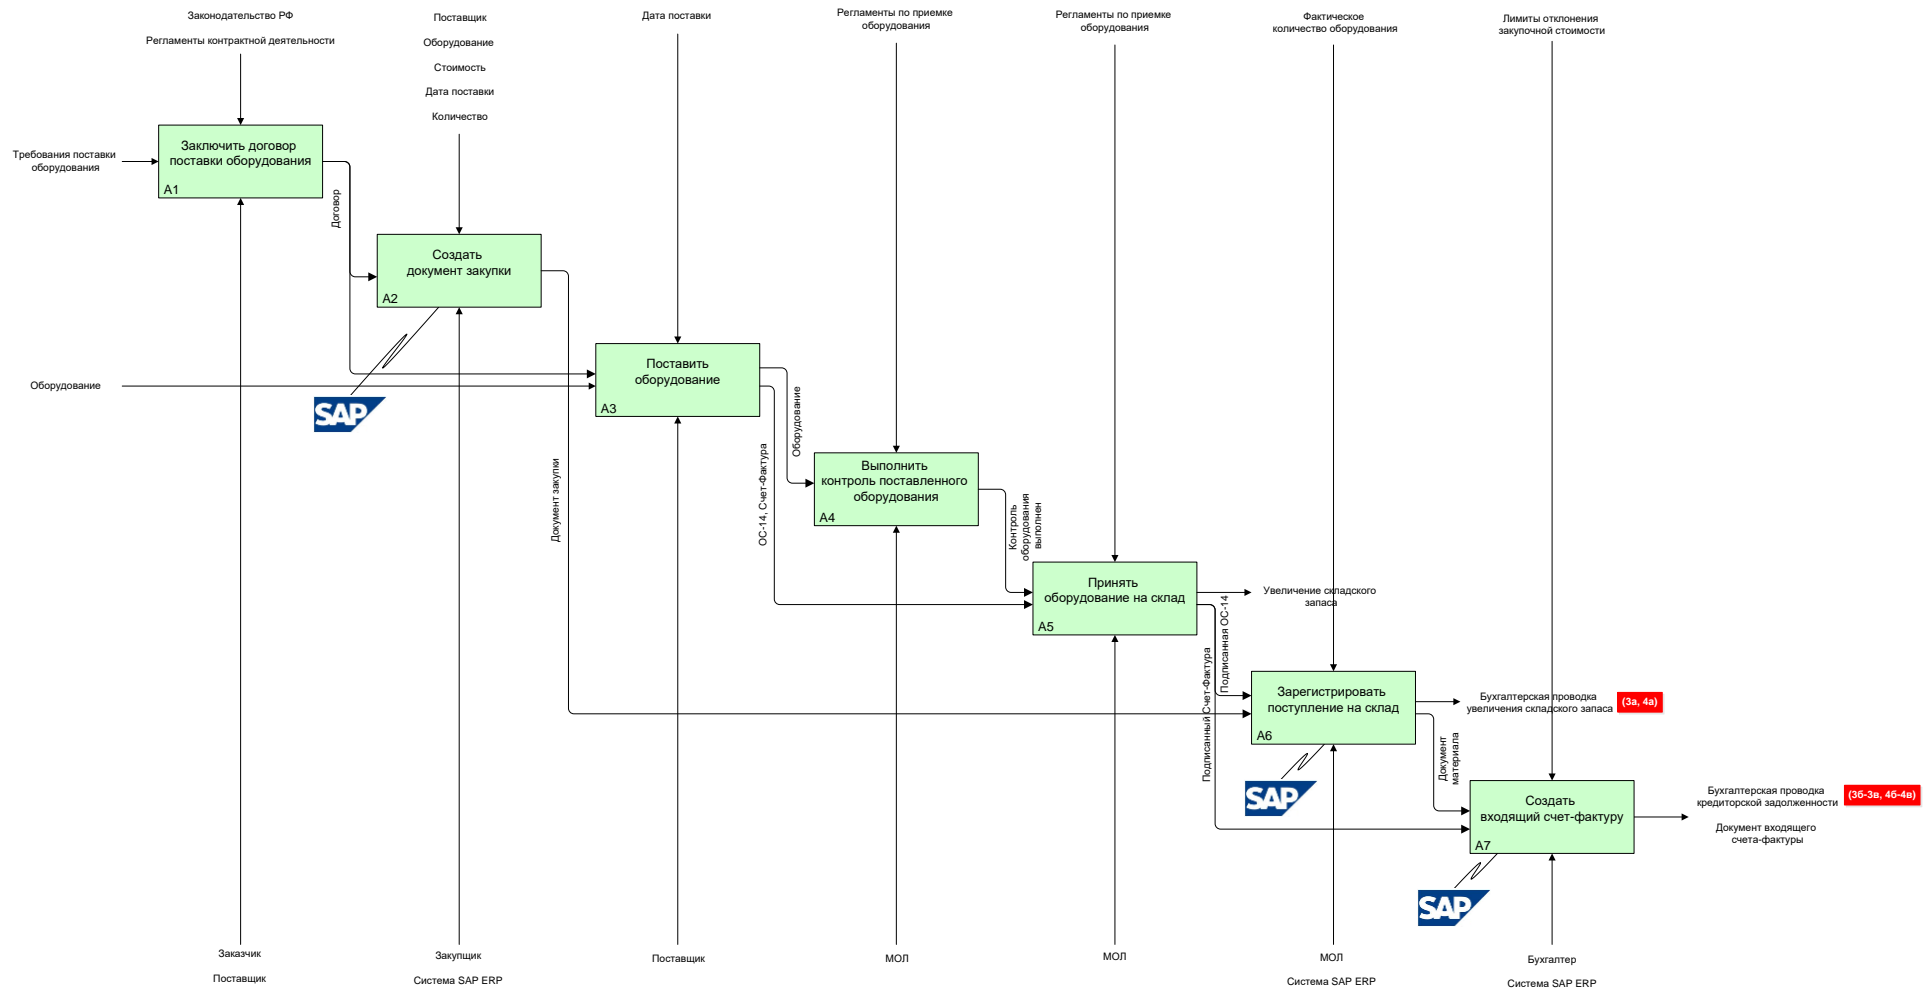 Законодательство РФ
Регламенты контрактной деятельности
Поставщик
Оборудование
Стоимость
Дата поставки
Количество
Дата поставки
Регламенты по приемке
оборудования
Регламенты по приемке
оборудования
Фактическое
количество оборудования
Лимиты отклонения
закупочной стоимости
Требования поставки
оборудования
Заключить договор
поставки оборудования
A1
Договор
Создать
документ закупки
A2
SAP
Оборудование
Поставить
оборудование
A3
Оборудование
ОС-14, Счет-Фактура
Документ закупки
Выполнить
контроль поставленного
оборудования
A4
Контроль
оборудования
выполнен
Принять
оборудование на склад
A5
Увеличение складского
запаса
Подписанная ОС-14
Подписанный Счет-Фактура
Зарегистрировать
поступление на склад
A6
SAP
Бухгалтерская проводка
увеличения складского запаса
(3а, 4а)
Документ
материала
Создать
входящий счет-фактуру
A7
SAP
Бухгалтерская проводка
кредиторской задолженности
(3б-3в, 4б-4в)
Документ входящего
счета-фактуры
Заказчик
Поставщик
Закупщик
Система SAP ERP
Поставщик
МОЛ
МОЛ
МОЛ
Система SAP ERP
Бухгалтер
Система SAP ERP